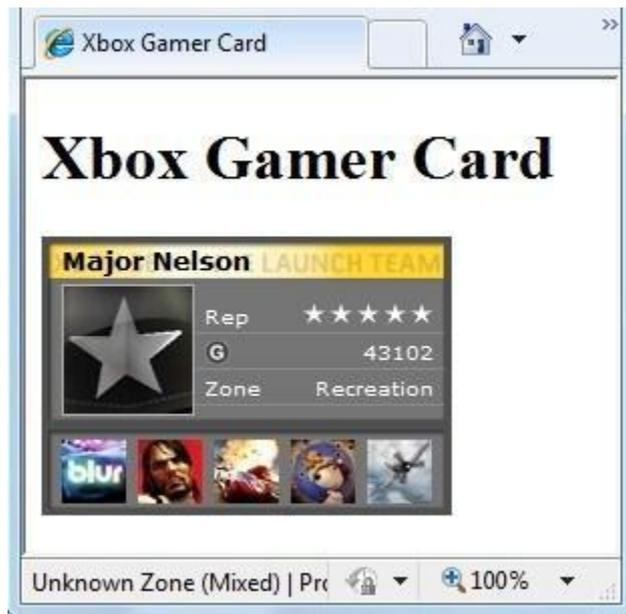 Xbox Gamer Card
»
Xbox Gamer Card
Major Nelson LAUNCH TEAM
Rep ★★★★★
G 43102
Zone Recreation
blur
Unknown Zone (Mixed) | Pro
100%